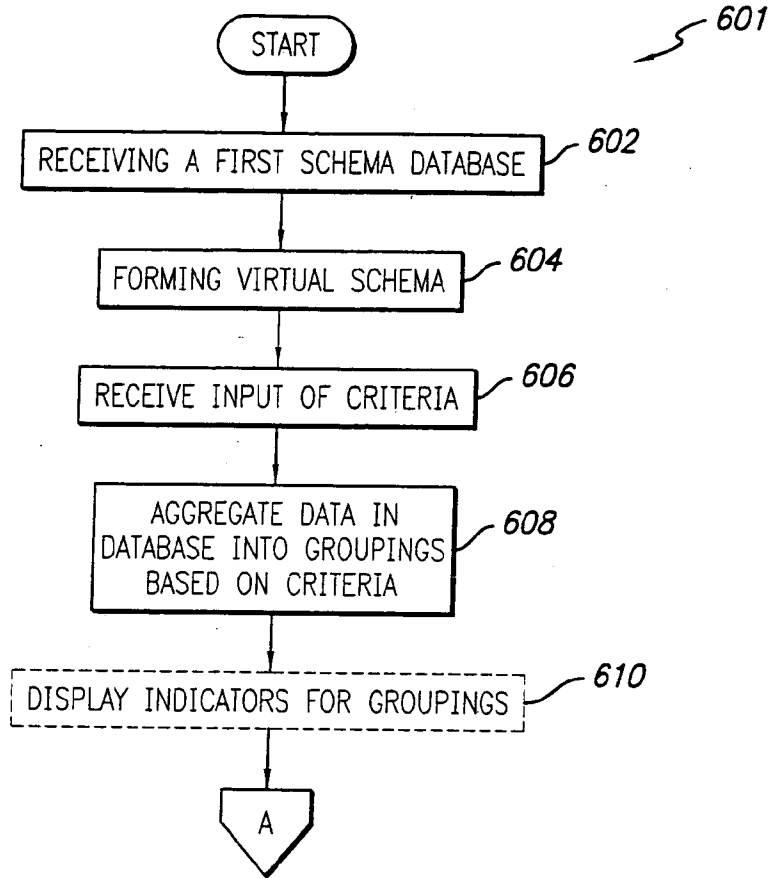 601
START
RECEIVING A FIRST SCHEMA DATABASE
602
FORMING VIRTUAL SCHEMA
604
RECEIVE INPUT OF CRITERIA
606
AGGREGATE DATA IN
DATABASE INTO GROUPINGS
BASED ON CRITERIA
608
DISPLAY INDICATORS FOR GROUPINGS
610
A